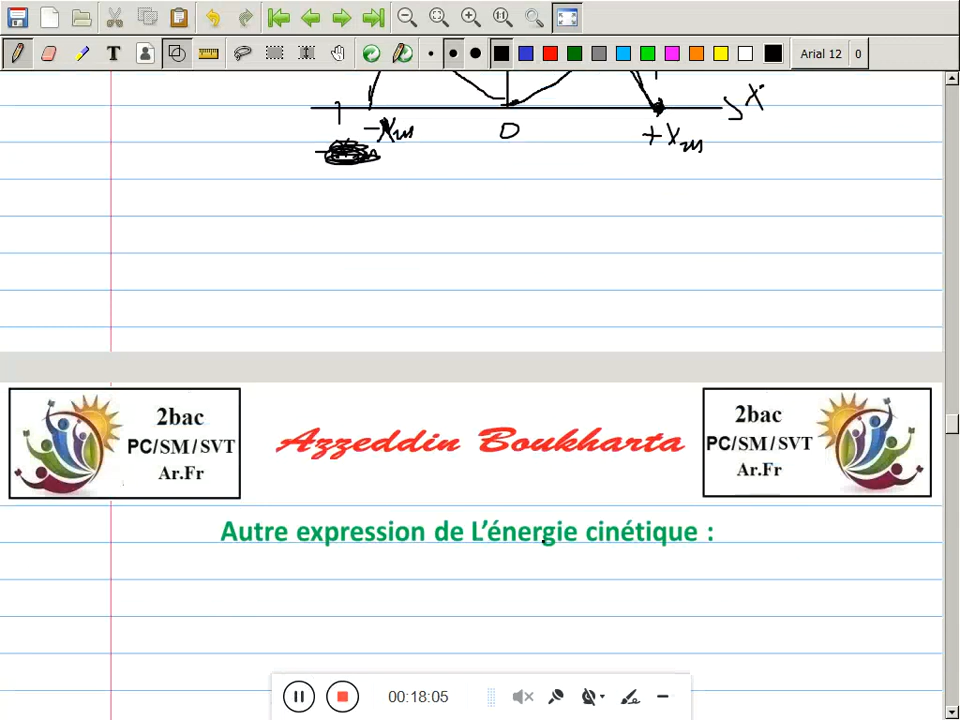 Arial 12 0
X
-Xm 0 +Xm
2bac
PC/SM/SVT
Ar.Fr
Azzeddin Boukharta
2bac
PC/SM/SVT
Ar.Fr
Autre expression de L’énergie cinétique :
00:18:05